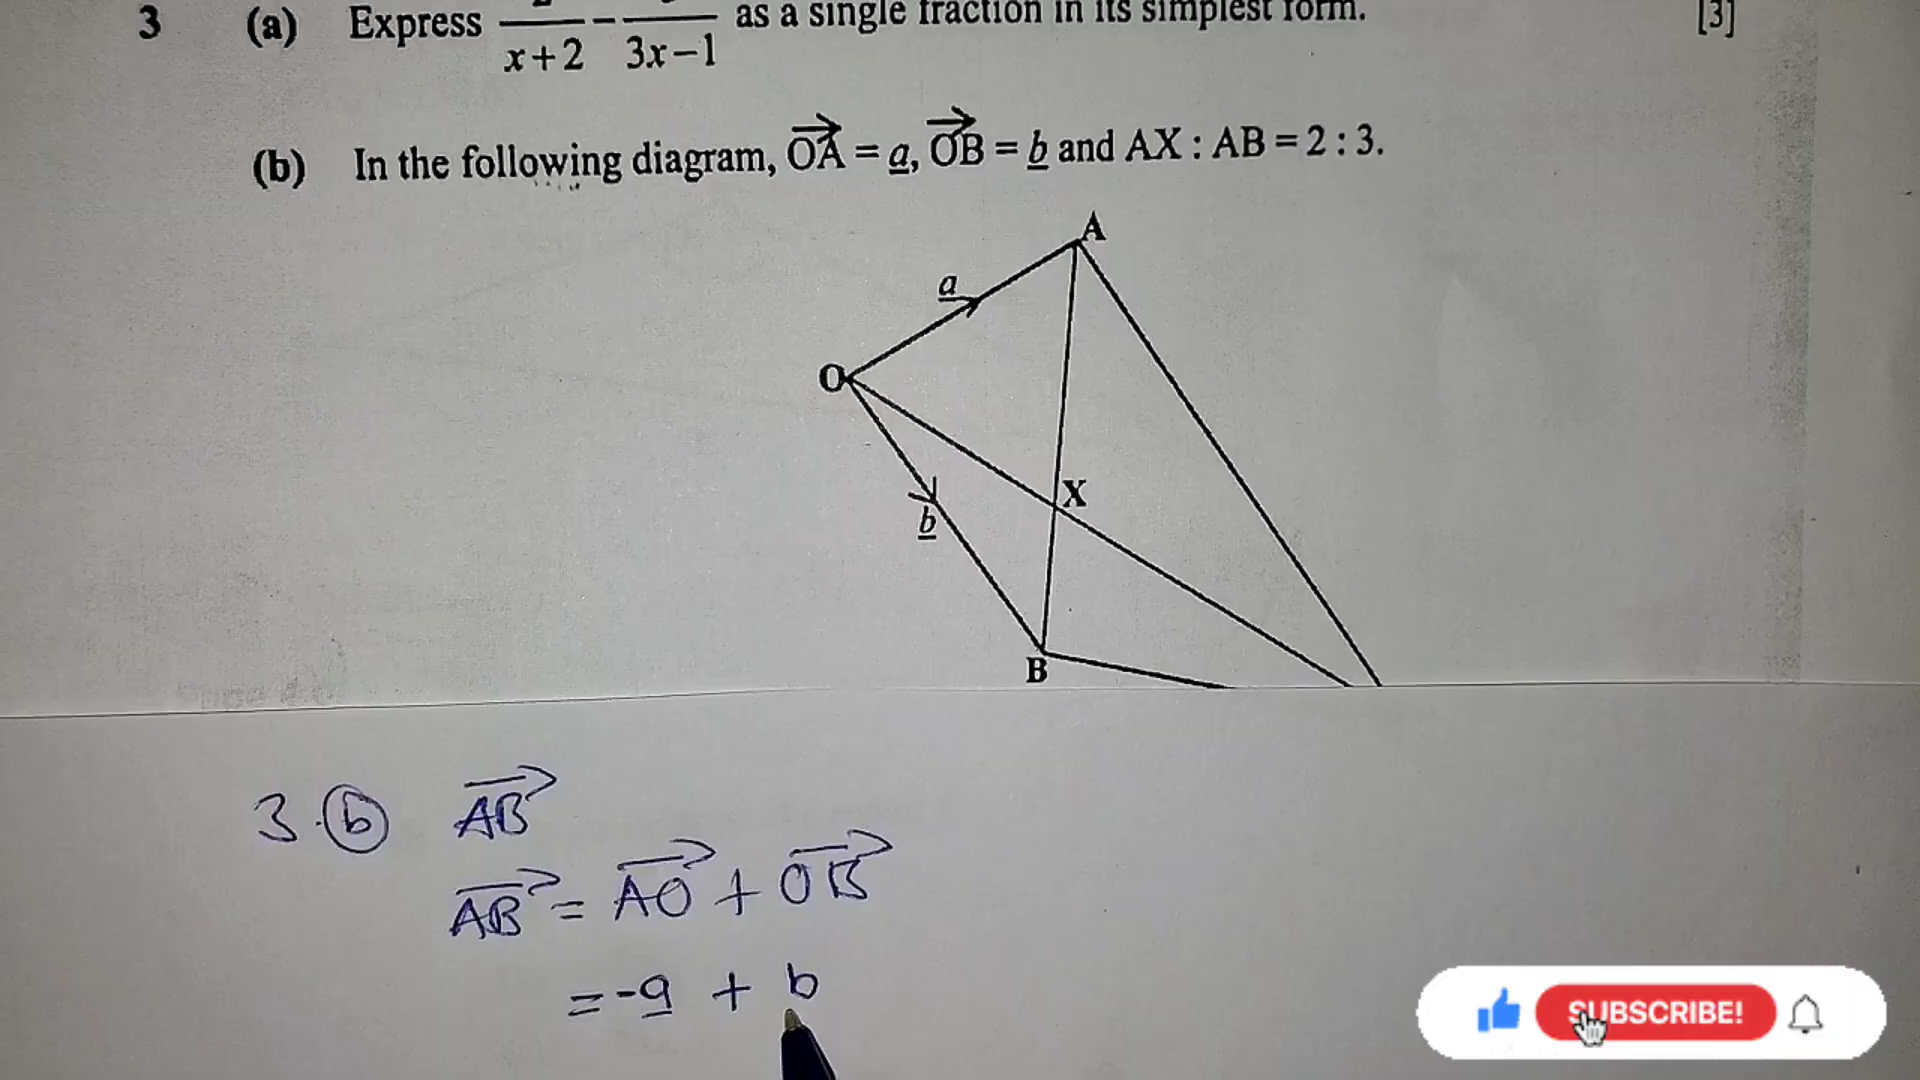 3 (a) Express x+2 − 3x−1 as a single fraction in its simplest form. [3]
(b) In the following diagram, OA = a, OB = b and AX : AB = 2 : 3.
A
a
O
X
b
B
3. (b) AB
AB = AO + OB
= -a + b
SUBSCRIBE!